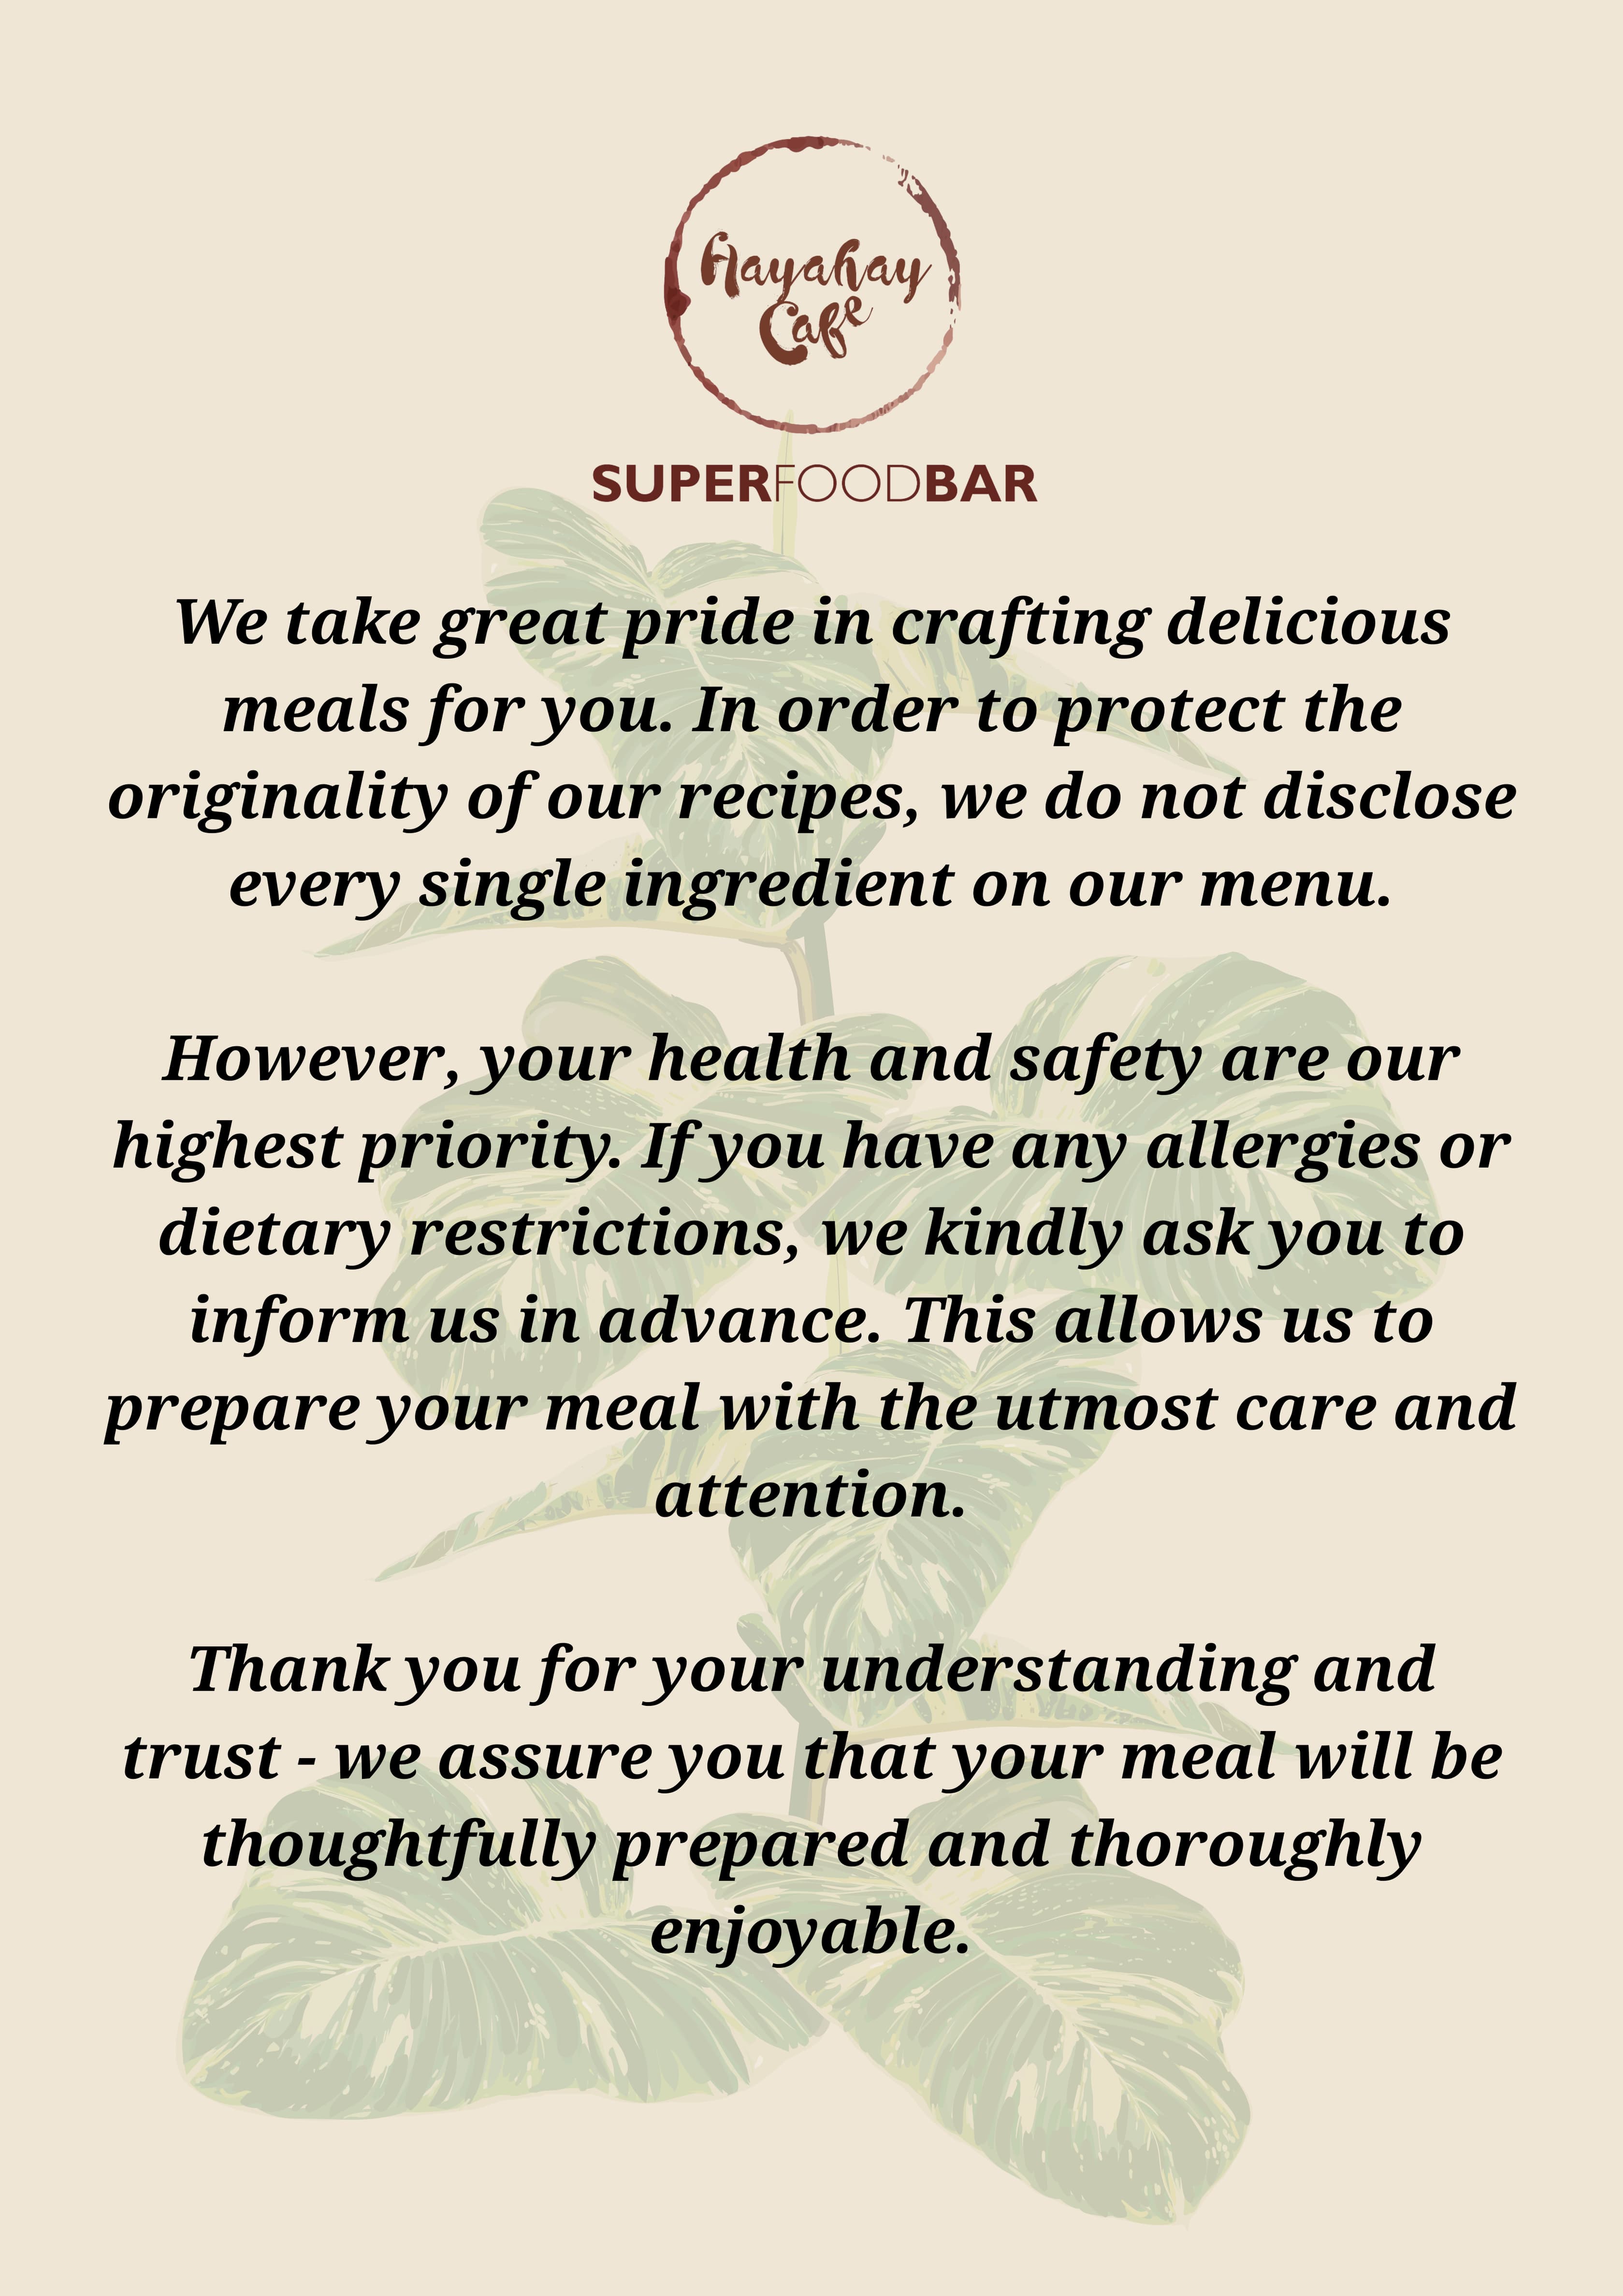 Hayahay
Cafe
SUPERFOODBAR
We take great pride in crafting delicious
meals for you. In order to protect the
originality of our recipes, we do not disclose
every single ingredient on our menu.
However, your health and safety are our
highest priority. If you have any allergies or
dietary restrictions, we kindly ask you to
inform us in advance. This allows us to
prepare your meal with the utmost care and
attention.
Thank you for your understanding and
trust - we assure you that your meal will be
thoughtfully prepared and thoroughly
enjoyable.